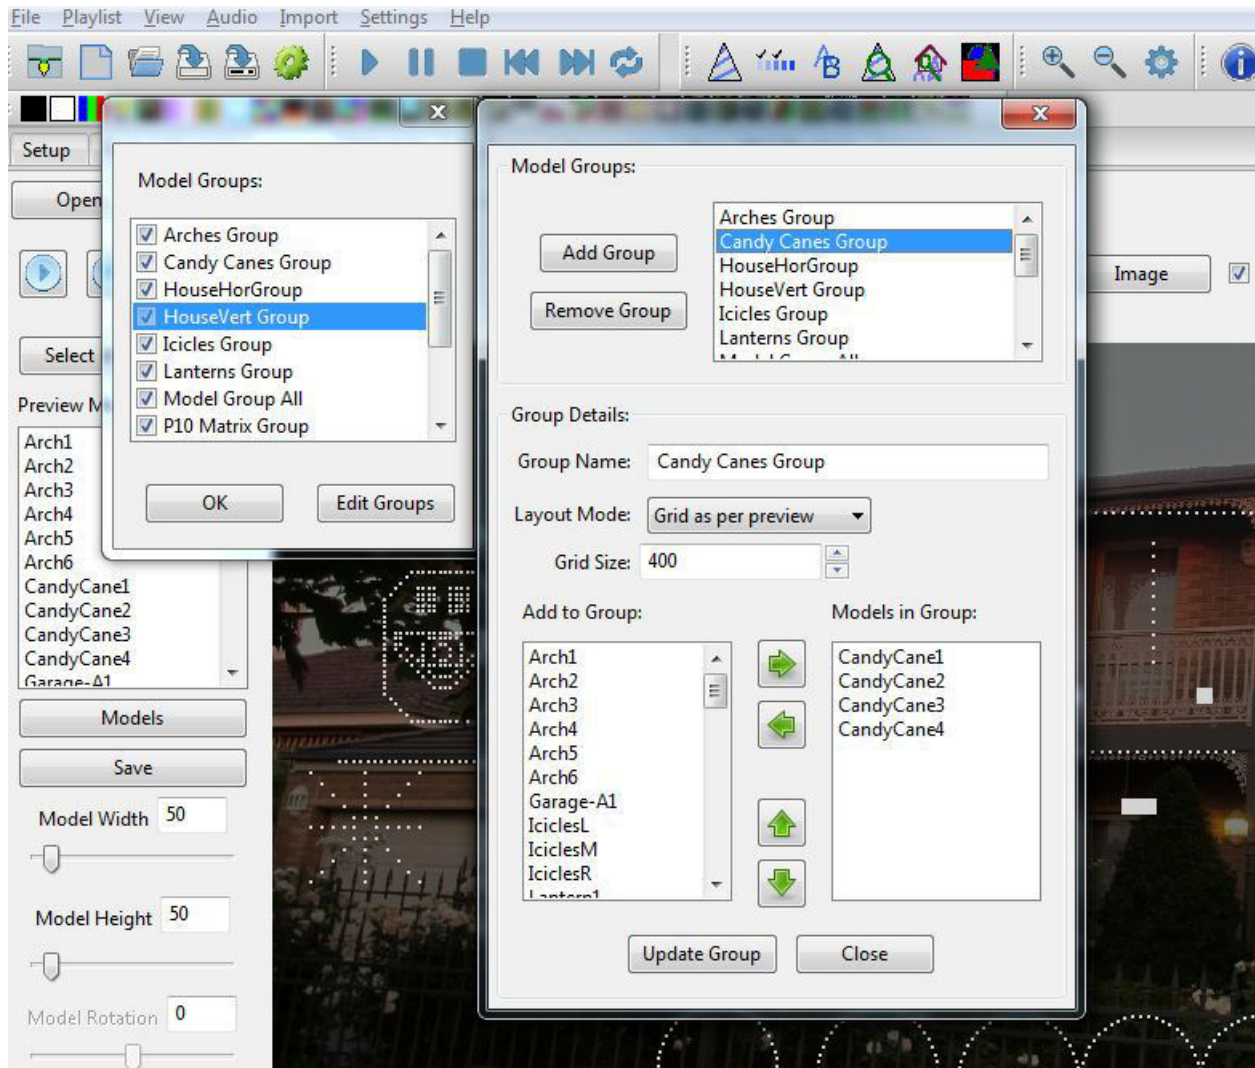 File Playlist View Audio Import Settings Help
Setup
Open
Select
Model Groups:
Arches Group
Candy Canes Group
HouseHorGroup
HouseVert Group
Icicles Group
Lanterns Group
Model Group All
P10 Matrix Group
OK
Edit Groups
Model Groups:
Add Group
Remove Group
Arches Group
Candy Canes Group
HouseHorGroup
HouseVert Group
Icicles Group
Lanterns Group
Model Group All
Group Details:
Group Name: Candy Canes Group
Layout Mode: Grid as per preview
Grid Size: 400
Add to Group:
Arch1
Arch2
Arch3
Arch4
Arch5
Arch6
Garage-A1
IciclesL
IciclesM
IciclesR
Lantern1
Models in Group:
CandyCane1
CandyCane2
CandyCane3
CandyCane4
Update Group
Close
Image
Preview M
Arch1
Arch2
Arch3
Arch4
Arch5
Arch6
CandyCane1
CandyCane2
CandyCane3
CandyCane4
Garage-A1
Models
Save
Model Width 50
Model Height 50
Model Rotation 0